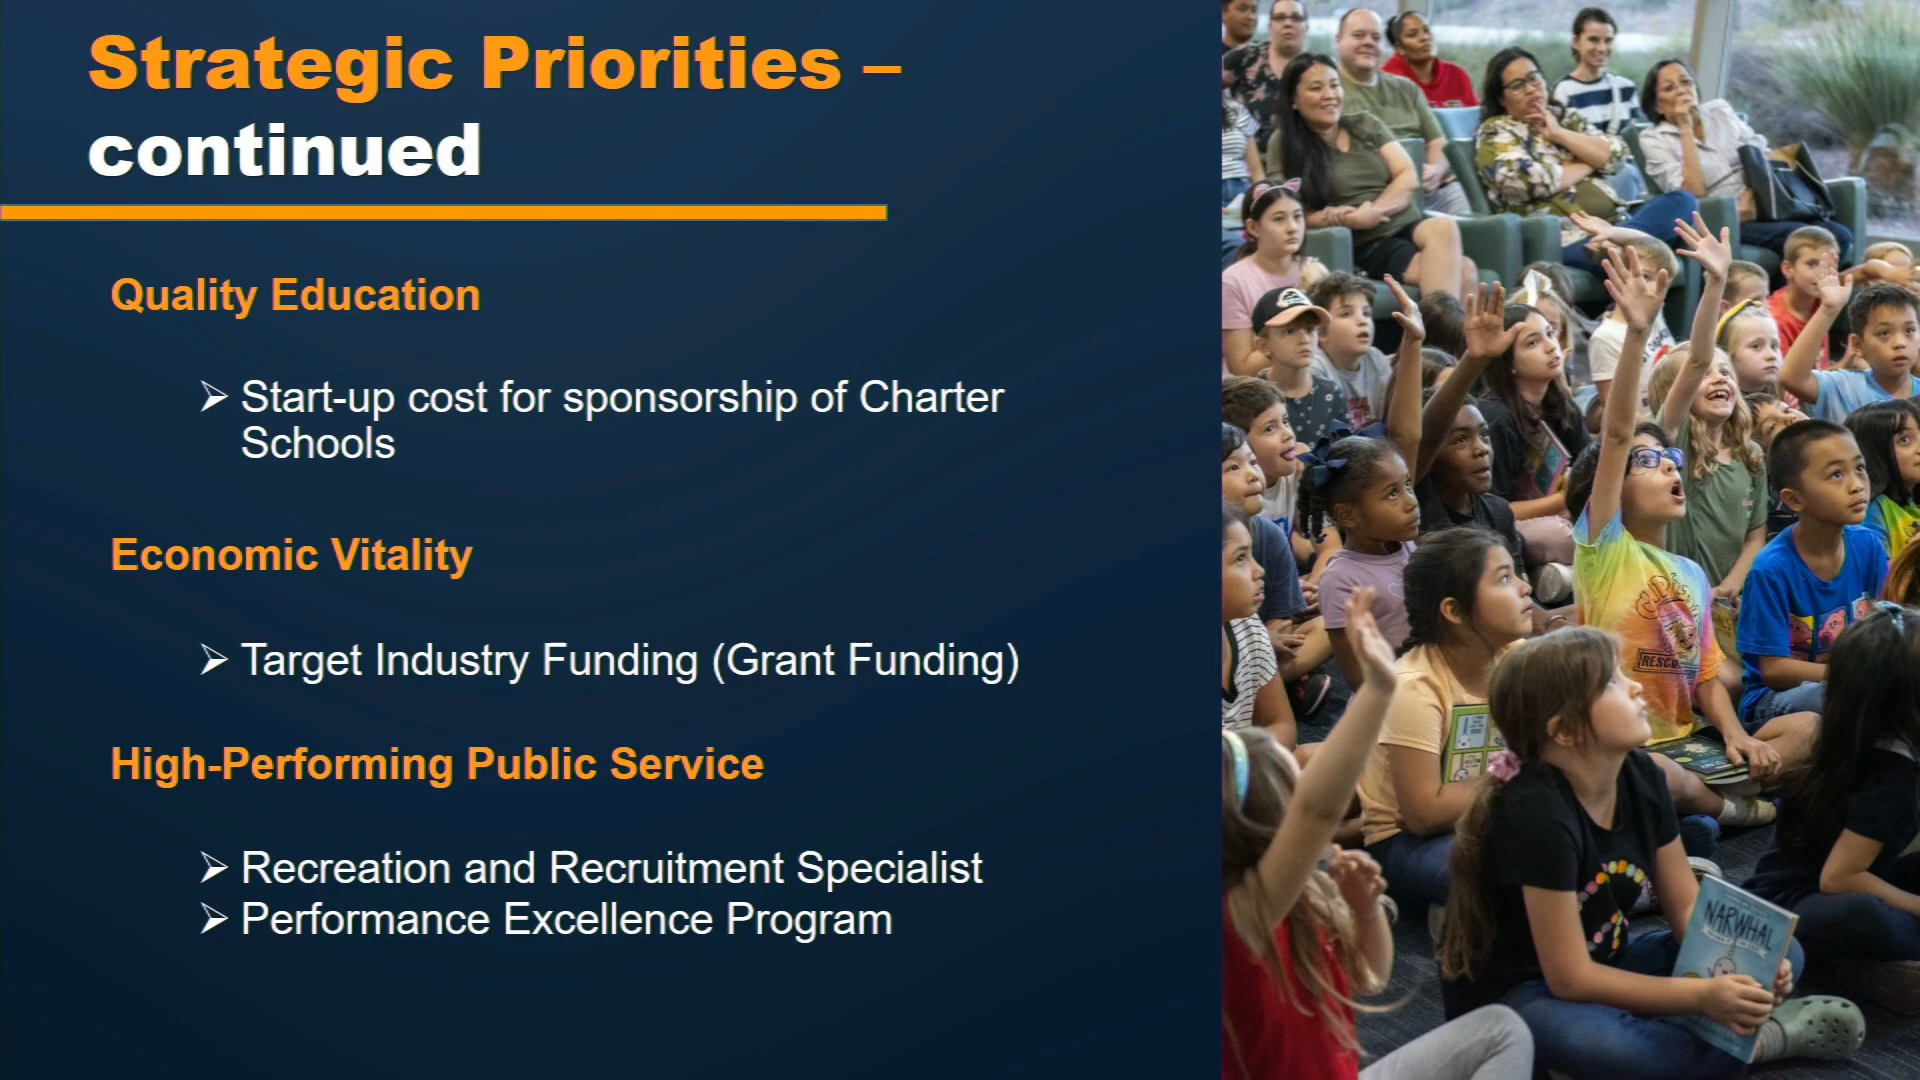 Strategic Priorities –
continued
Quality Education
➢ Start-up cost for sponsorship of Charter
Schools
Economic Vitality
➢ Target Industry Funding (Grant Funding)
High-Performing Public Service
➢ Recreation and Recruitment Specialist
➢ Performance Excellence Program
RESCU
NARWHAL